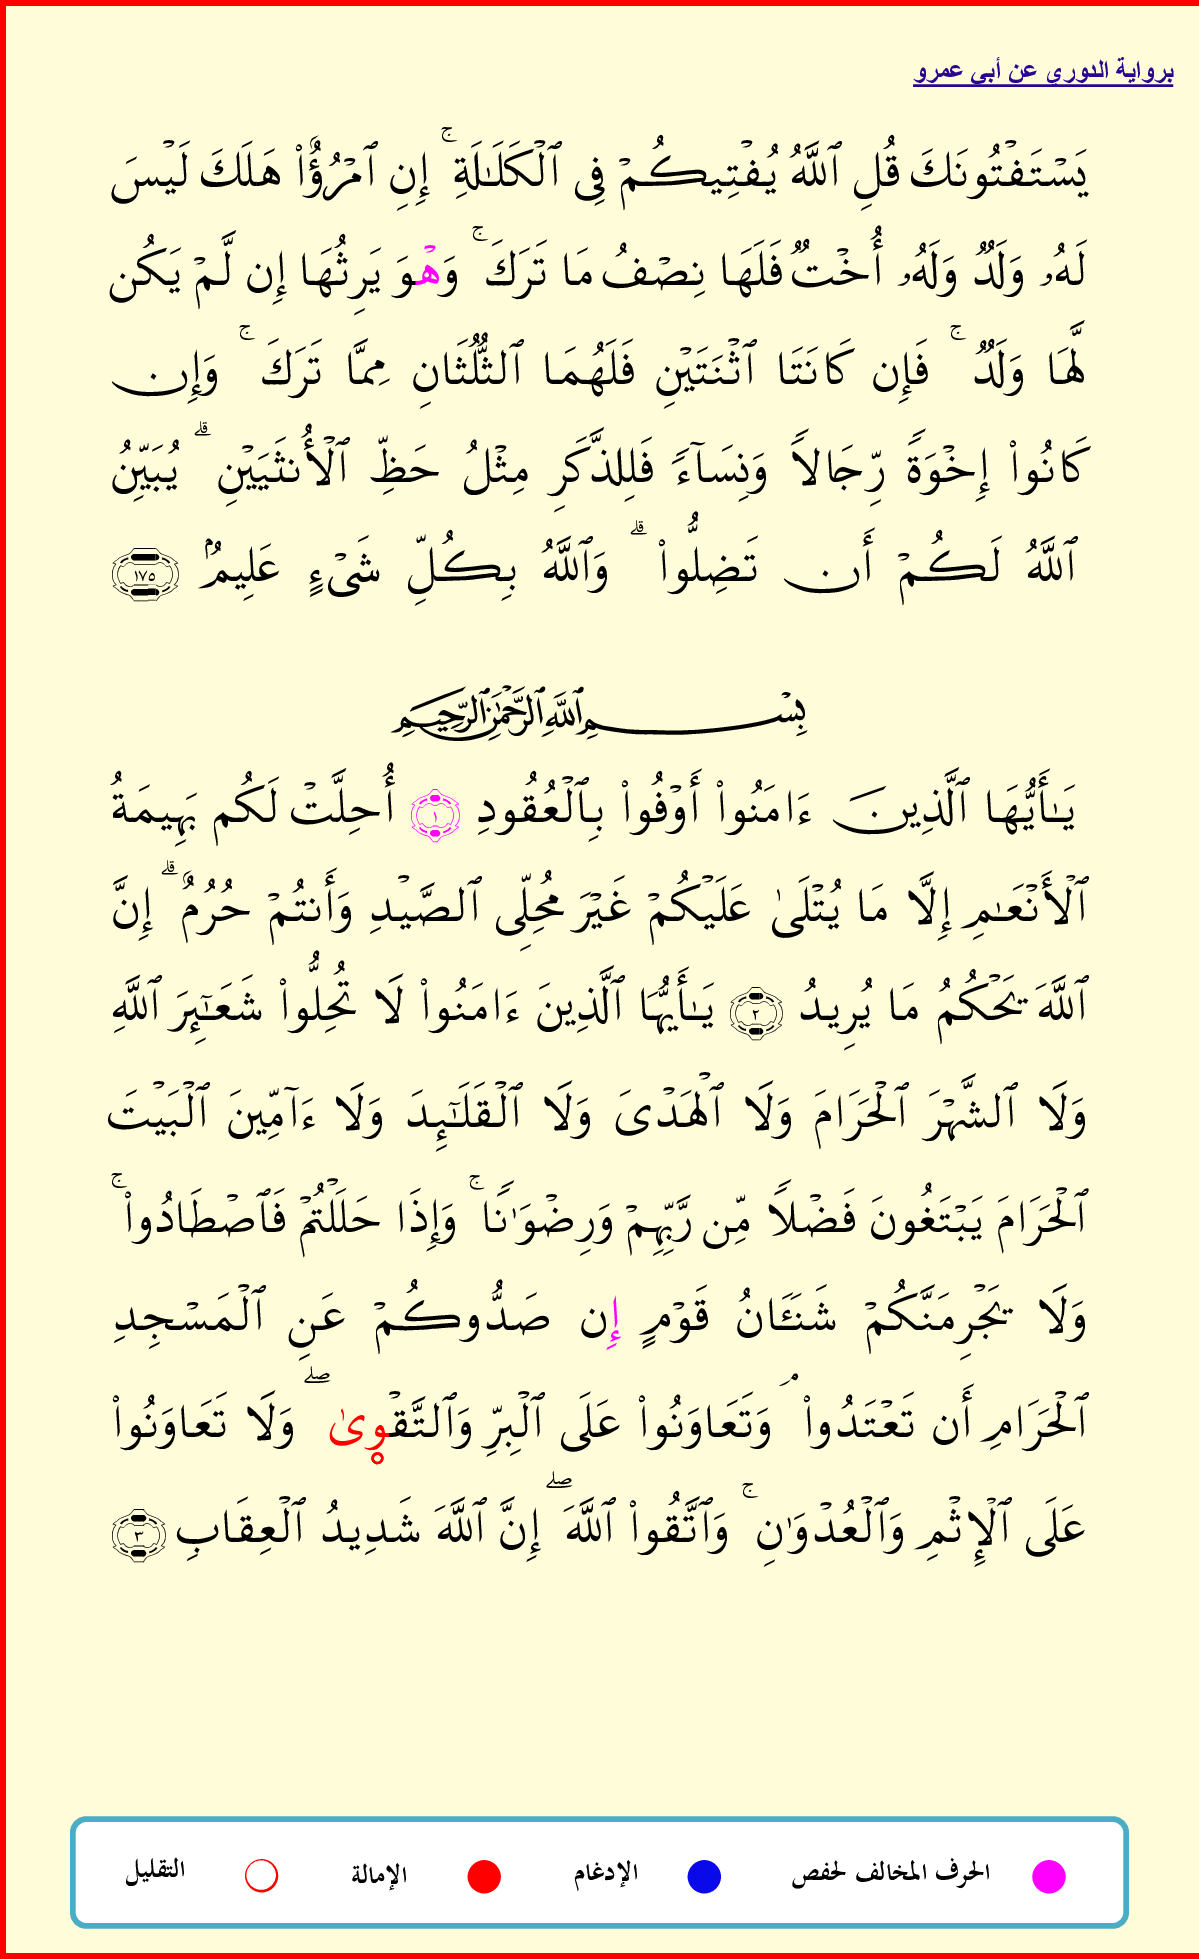 برواية الدوري عن أبي عمرو
يَسۡتَفۡتُونَكَ قُلِ ٱللَّهُ يُفۡتِيكُمۡ فِي ٱلۡكَلَٰلَةِۚ إِنِ ٱمۡرُؤٌاْ هَلَكَ لَيۡسَ
لَهُۥ وَلَدٞ وَلَهُۥ أُخۡتٞ فَلَهَا نِصۡفُ مَا تَرَكَۚ وَهۡوَ يَرِثُهَا إِن لَّمۡ يَكُن
لَّهَا وَلَدٞۚ فَإِن كَانَتَا ٱثۡنَتَيۡنِ فَلَهُمَا ٱلثُّلُثَانِ مِمَّا تَرَكَۚ وَإِن
كَانُواْ إِخۡوَةٗ رِّجَالٗا وَنِسَآءٗ فَلِلذَّكَرِ مِثۡلُ حَظِّ ٱلۡأُنثَيَيۡنِۗ يُبَيِّنُ
ٱللَّهُ لَكُمۡ أَن تَضِلُّواْۗ وَٱللَّهُ بِكُلِّ شَيۡءٍ عَلِيمُۢ ١٧٥
بِسۡمِ ٱللَّهِ ٱلرَّحۡمَٰنِ ٱلرَّحِيمِ
يَٰٓأَيُّهَا ٱلَّذِينَ ءَامَنُواْ أَوۡفُواْ بِٱلۡعُقُودِ ١ أُحِلَّتۡ لَكُم بَهِيمَةُ
ٱلۡأَنۡعَٰمِ إِلَّا مَا يُتۡلَىٰ عَلَيۡكُمۡ غَيۡرَ مُحِلِّي ٱلصَّيۡدِ وَأَنتُمۡ حُرُمٌۗ إِنَّ
ٱللَّهَ يَحۡكُمُ مَا يُرِيدُ ٢ يَٰٓأَيُّهَا ٱلَّذِينَ ءَامَنُواْ لَا تُحِلُّواْ شَعَٰٓئِرَ ٱللَّهِ
وَلَا ٱلشَّهۡرَ ٱلۡحَرَامَ وَلَا ٱلۡهَدۡيَ وَلَا ٱلۡقَلَٰٓئِدَ وَلَا ءَآمِّينَ ٱلۡبَيۡتَ
ٱلۡحَرَامَ يَبۡتَغُونَ فَضۡلٗا مِّن رَّبِّهِمۡ وَرِضۡوَٰنٗاۚ وَإِذَا حَلَلۡتُمۡ فَٱصۡطَادُواْۚ
وَلَا يَجۡرِمَنَّكُمۡ شَنَـَٔانُ قَوۡمٍ إِن صَدُّوكُمۡ عَنِ ٱلۡمَسۡجِدِ
ٱلۡحَرَامِ أَن تَعۡتَدُواْۘ وَتَعَاوَنُواْ عَلَى ٱلۡبِرِّ وَٱلتَّقۡوىٰۖ وَلَا تَعَاوَنُواْ
عَلَى ٱلۡإِثۡمِ وَٱلۡعُدۡوَٰنِۚ وَٱتَّقُواْ ٱللَّهَۖ إِنَّ ٱللَّهَ شَدِيدُ ٱلۡعِقَابِ ٣
الحرف المخالف لحفص الإدغام الإمالة التقليل